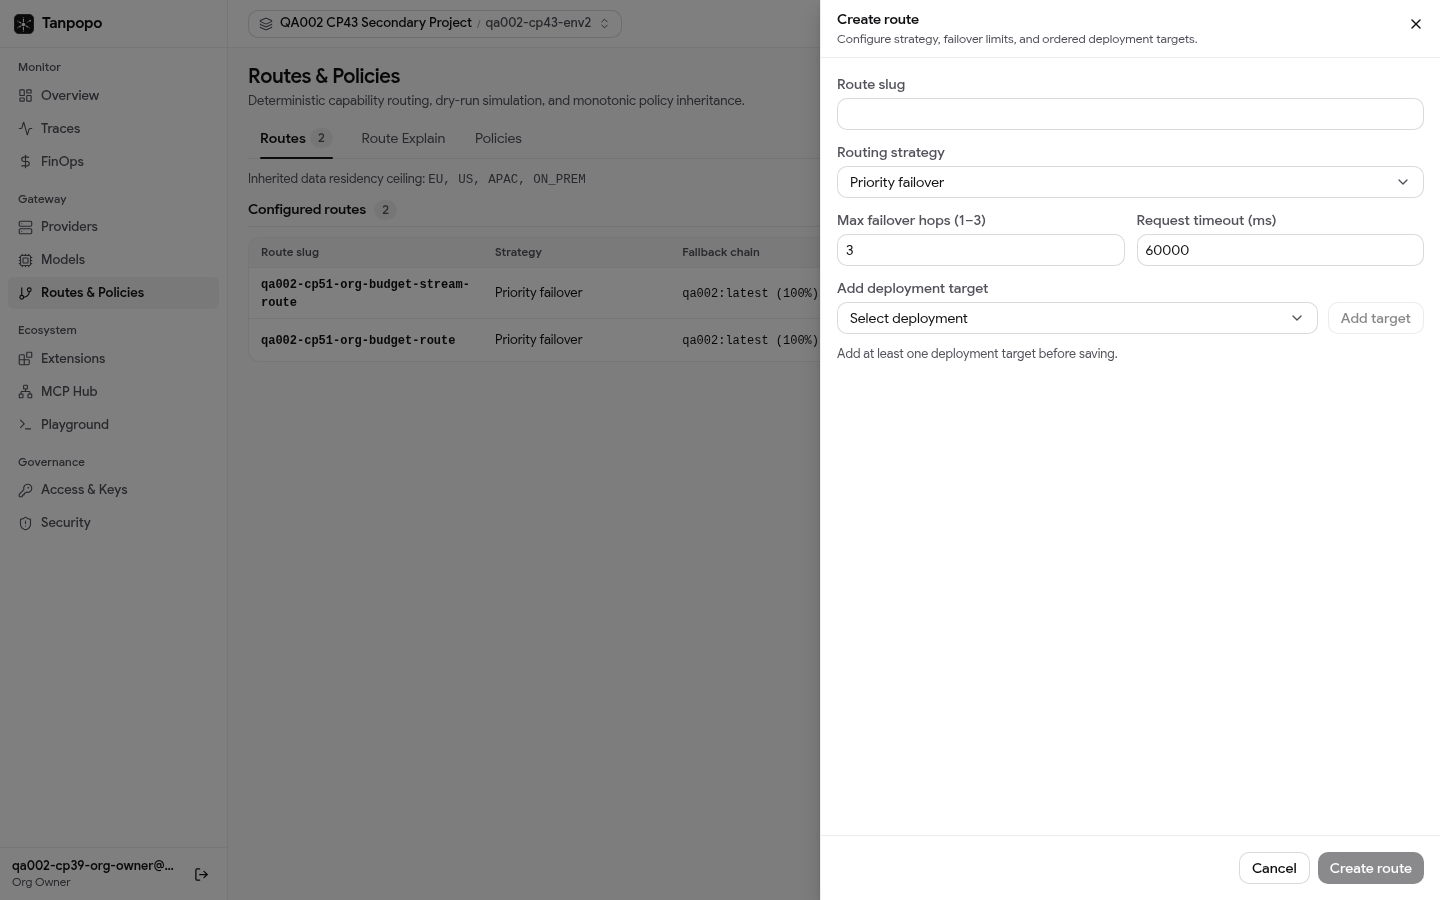 Tanpopo
Monitor
Overview
Traces
FinOps
Gateway
Providers
Models
Routes & Policies
Ecosystem
Extensions
MCP Hub
Playground
Governance
Access & Keys
Security
qa002-cp39-org-owner@...
Org Owner
QA002 CP43 Secondary Project / qa002-cp43-env2
Routes & Policies
Deterministic capability routing, dry-run simulation, and monotonic policy inheritance.
Routes 2 Route Explain Policies
Inherited data residency ceiling: EU, US, APAC, ON_PREM
Configured routes 2
Route slug Strategy Fallback chain
qa002-cp51-org-budget-stream-
route Priority failover qa002:latest (100%)
qa002-cp51-org-budget-route Priority failover qa002:latest (100%)
Create route
Configure strategy, failover limits, and ordered deployment targets.
Route slug
Routing strategy
Priority failover
Max failover hops (1–3) Request timeout (ms)
3 60000
Add deployment target
Select deployment Add target
Add at least one deployment target before saving.
Cancel Create route